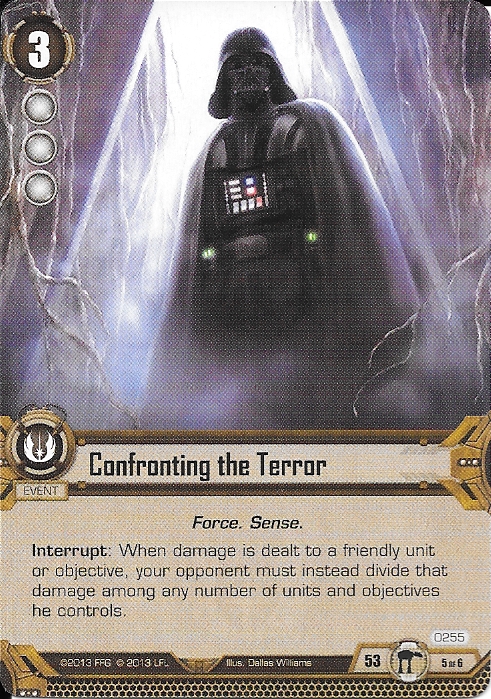 3
Confronting the Terror
EVENT
Force. Sense.
Interrupt: When damage is dealt to a friendly unit
or objective, your opponent must instead divide that
damage among any number of units and objectives
he controls.
0255
©2013 FFG © 2013 LFL
Illus. Dallas Williams
53
5 OF 6